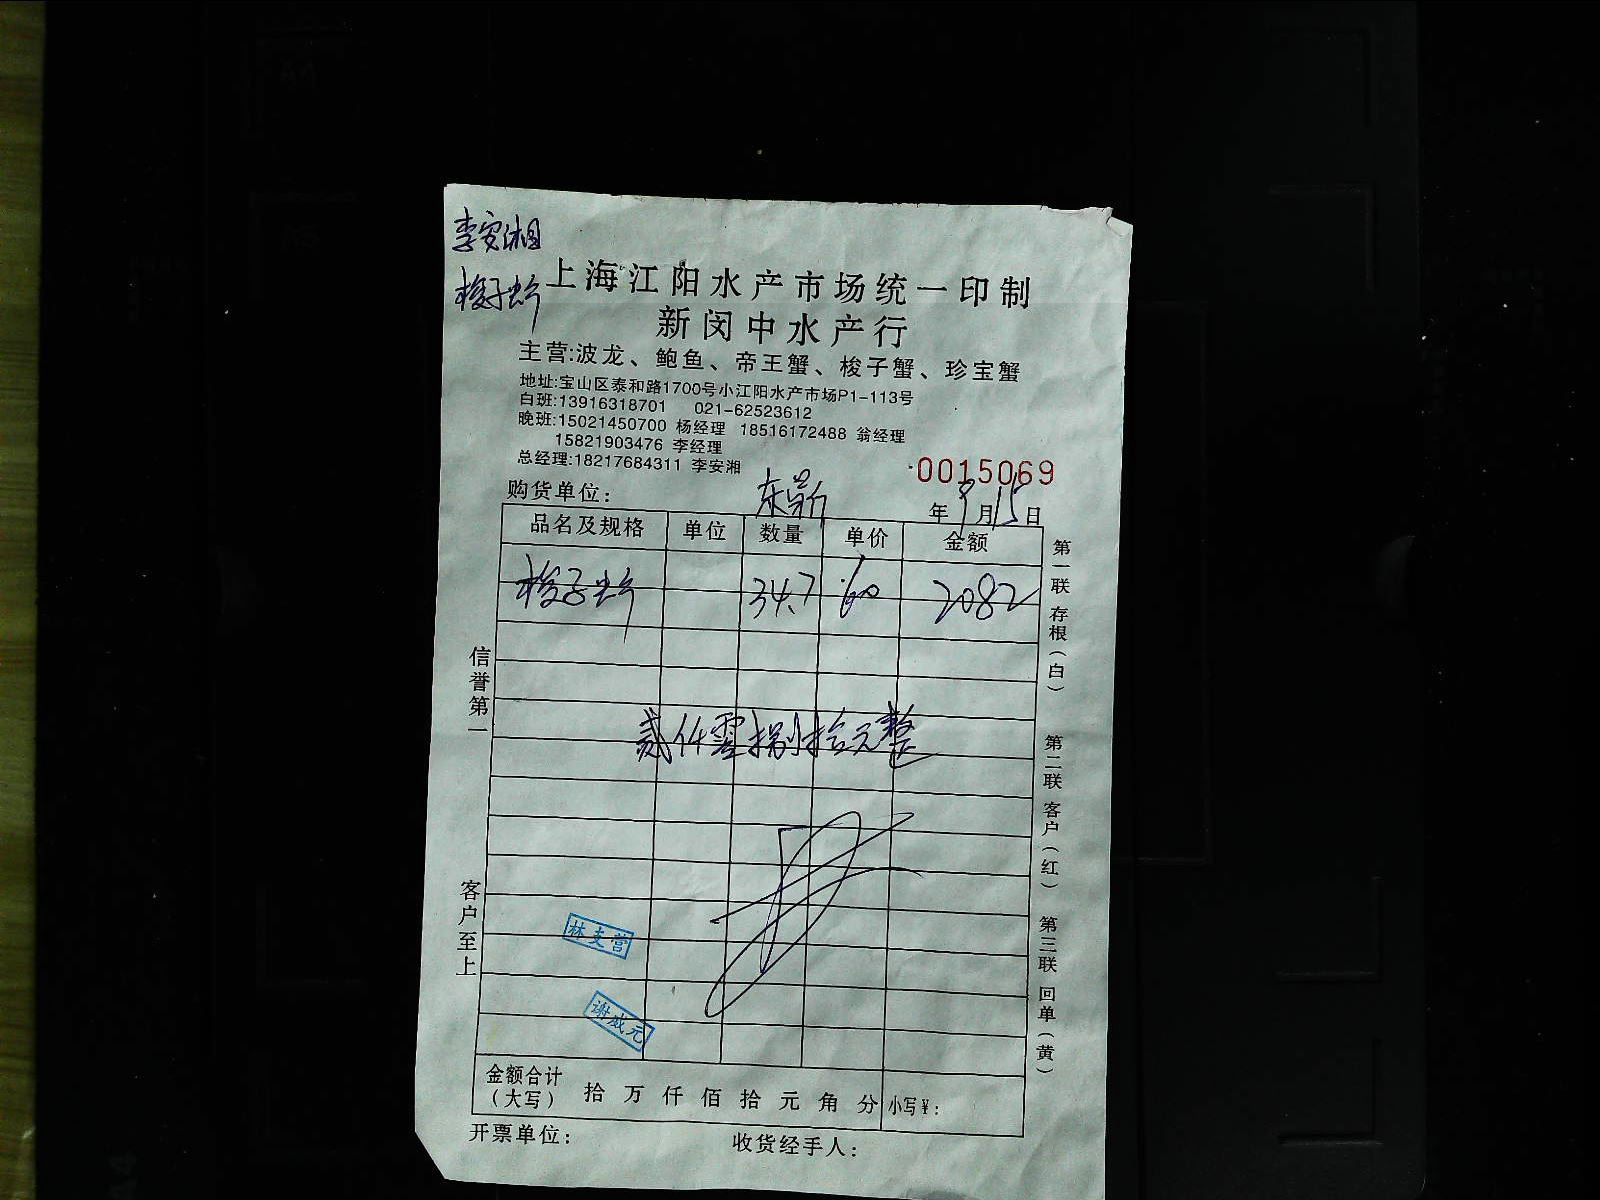 李安湘
梭子
上海江阳水产市场统一印制
新闵中水产行
主营:波龙、鲍鱼、帝王蟹、梭子蟹、珍宝蟹
地址:宝山区泰和路1700号小江阳水产市场P1-113号
白班:13916318701 021-62523612
晚班:15021450700 杨经理 18516172488 翁经理
15821903476 李经理
总经理:18217684311 李安湘
0015069
购货单位:
年9月15日
品名及规格 单位 数量 单价 金额
梭子 34.7 60 2082
贰仟零捌拾元整
林支营
谢威元
金额合计
(大写) 拾 万 仟 佰 拾 元 角 分 小写¥:
开票单位: 收货经手人:
信誉第一
客户至上
第一联 存根(白)
第二联 客户(红)
第三联 回单(黄)